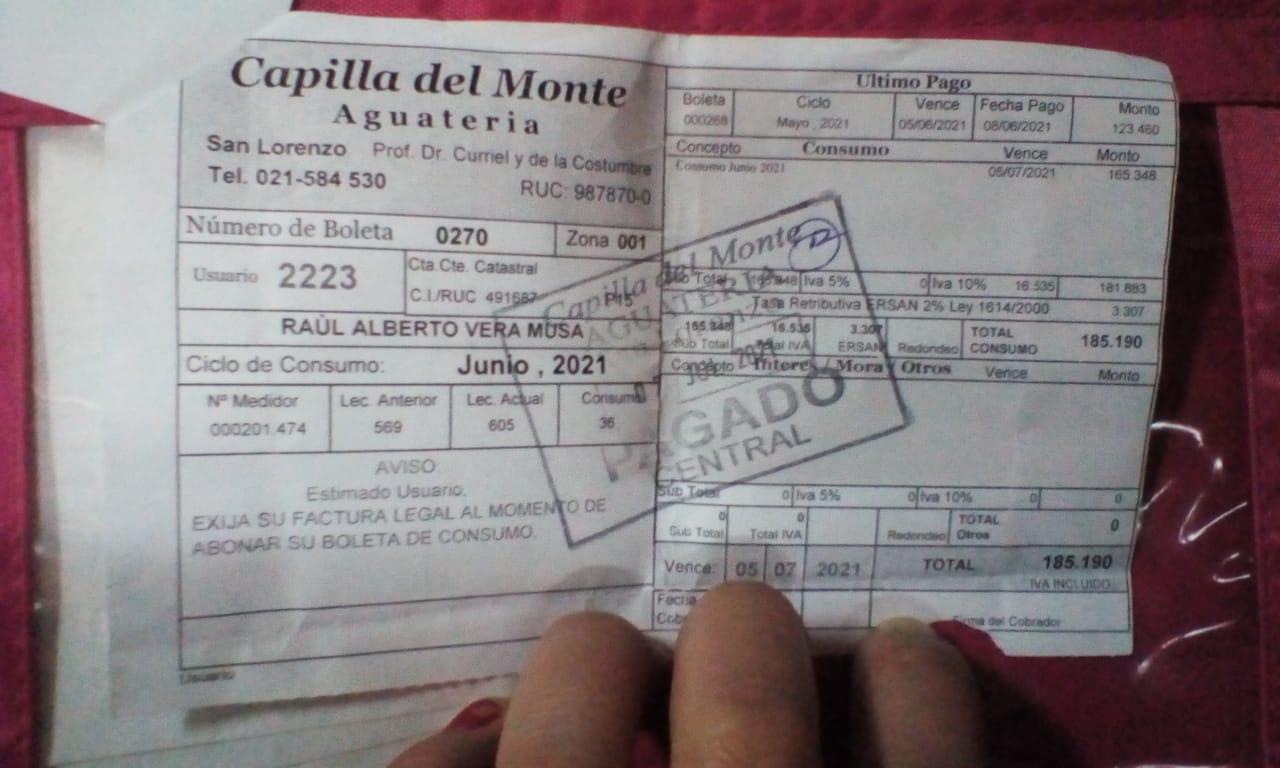 Capilla del Monte
Aguateria
San Lorenzo Prof. Dr. Curriel y de la Costumbre
Tel. 021-584 530 RUC: 987870-0
Número de Boleta 0270 Zona 001
Usuario 2223
Cta.Cte. Catastral
C.I./RUC 491687
RAÙL ALBERTO VERA MUSA
Ciclo de Consumo: Junio , 2021
Nº Medidor Lec. Anterior Lec. Actual Consumo
000201.474 569 605 36
AVISO
Estimado Usuario.
EXIJA SU FACTURA LEGAL AL MOMENTO DE
ABONAR SU BOLETA DE CONSUMO.
Usuario
Ultimo Pago
Boleta Ciclo Vence Fecha Pago Monto
000268 Mayo , 2021 05/06/2021 08/06/2021 123.460
Concepto Consumo Vence Monto
Consumo Junio 2021 05/07/2021 165.348
Sub Total 165.348 Iva 5% 0 Iva 10% 16.535 181.883
Tasa Retributiva ERSAN 2% Ley 1614/2000 3.307
165.348 16.535 3.307 TOTAL
Sub Total Total IVA ERSAN Redondeo CONSUMO 185.190
Concepto Interes / Mora / Otros Vence Monto
Sub Total 0 Iva 5% 0 Iva 10% 0 0
0 0 TOTAL 0
Sub Total Total IVA Redondeo Otros
Vence: 05 07 2021 TOTAL 185.190
IVA INCLUIDO
Fecha
Firma del Cobrador
Capilla del Monte
AGUATERIA
PAGADO
CENTRAL